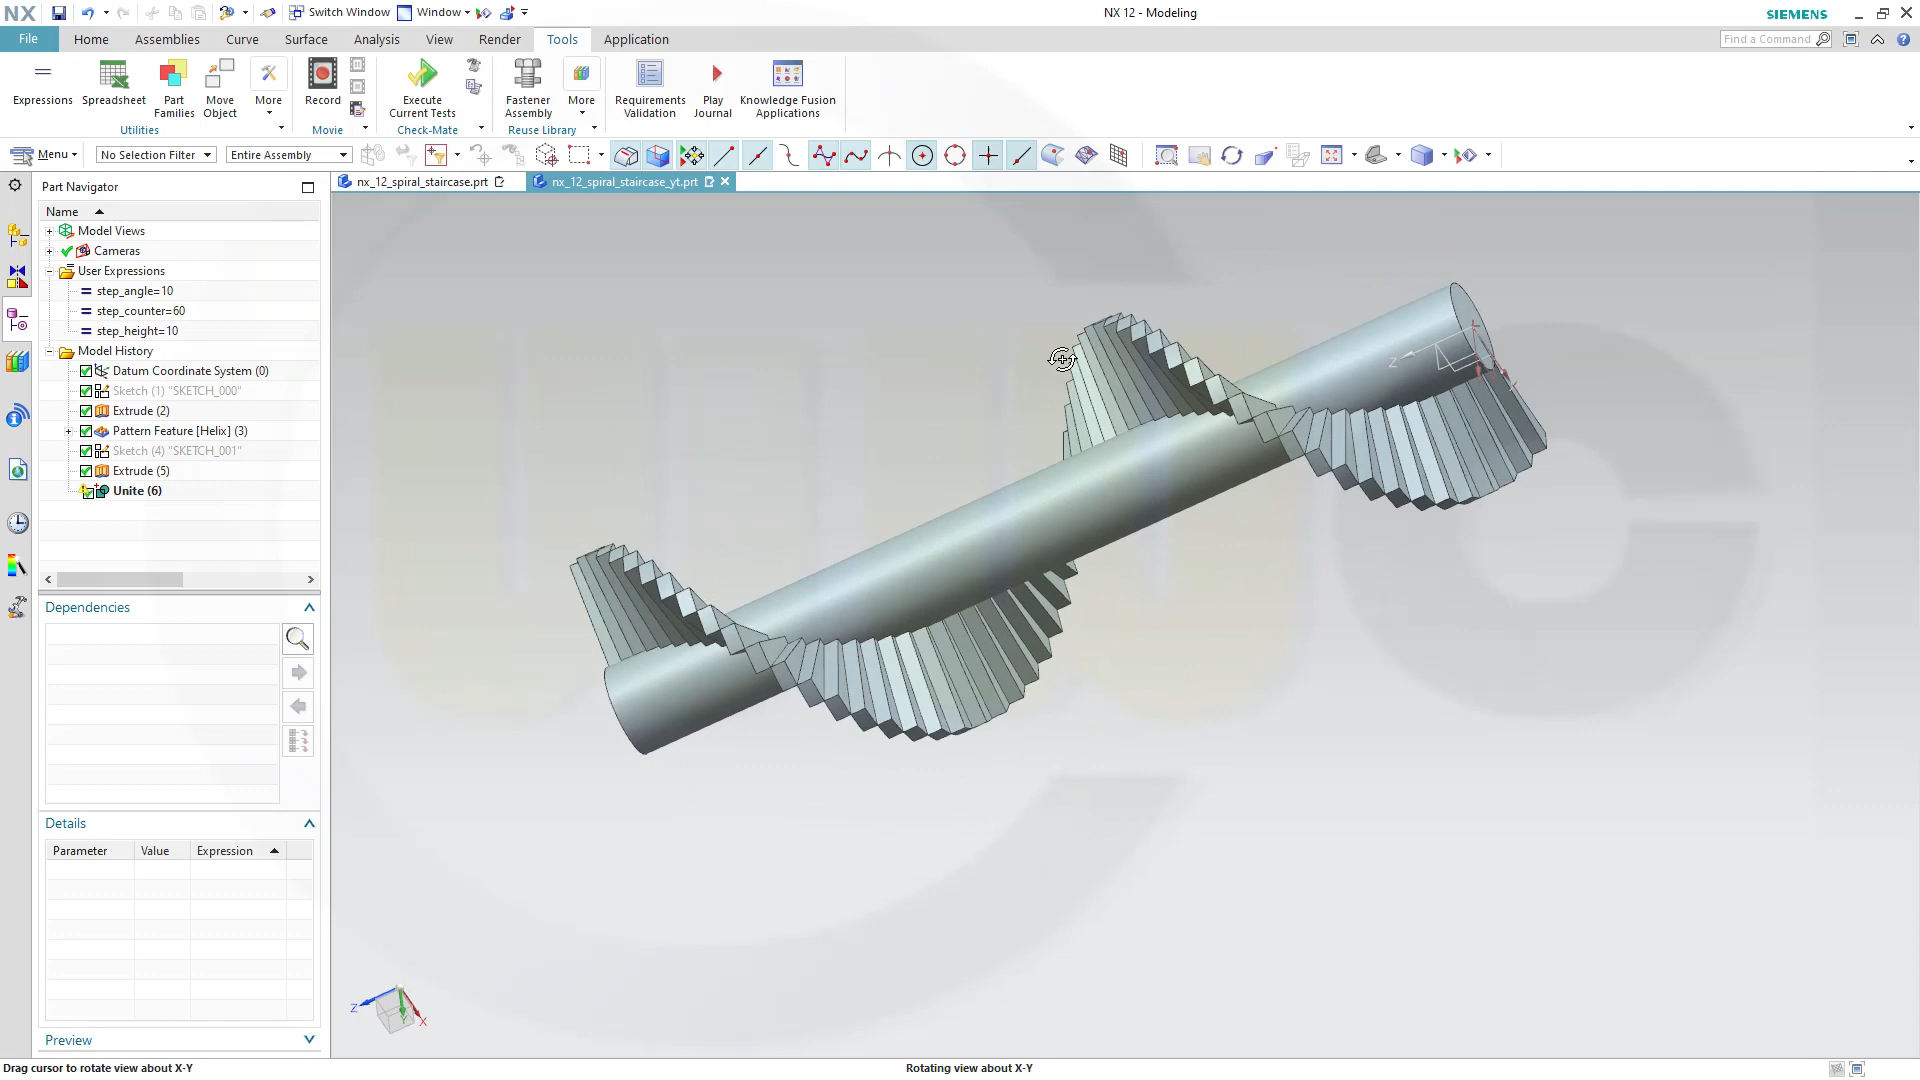 NX
Switch Window
Window
NX 12 - Modeling
SIEMENS
File
Home
Assemblies
Curve
Surface
Analysis
View
Render
Tools
Application
Find a Command
Expressions
Spreadsheet
Part
Families
Move
Object
More
Record
Execute
Current Tests
Fastener
Assembly
More
Requirements
Validation
Play
Journal
Knowledge Fusion
Applications
Utilities
Movie
Check-Mate
Reuse Library
Menu
No Selection Filter
Entire Assembly
Part Navigator
nx_12_spiral_staircase.prt
nx_12_spiral_staircase_yt.prt
Name
Model Views
Cameras
User Expressions
step_angle=10
step_counter=60
step_height=10
Model History
Datum Coordinate System (0)
Sketch (1) "SKETCH_000"
Extrude (2)
Pattern Feature [Helix] (3)
Sketch (4) "SKETCH_001"
Extrude (5)
Unite (6)
Dependencies
Details
Parameter
Value
Expression
Preview
Z
Z
Y
X
Drag cursor to rotate view about X-Y
Rotating view about X-Y